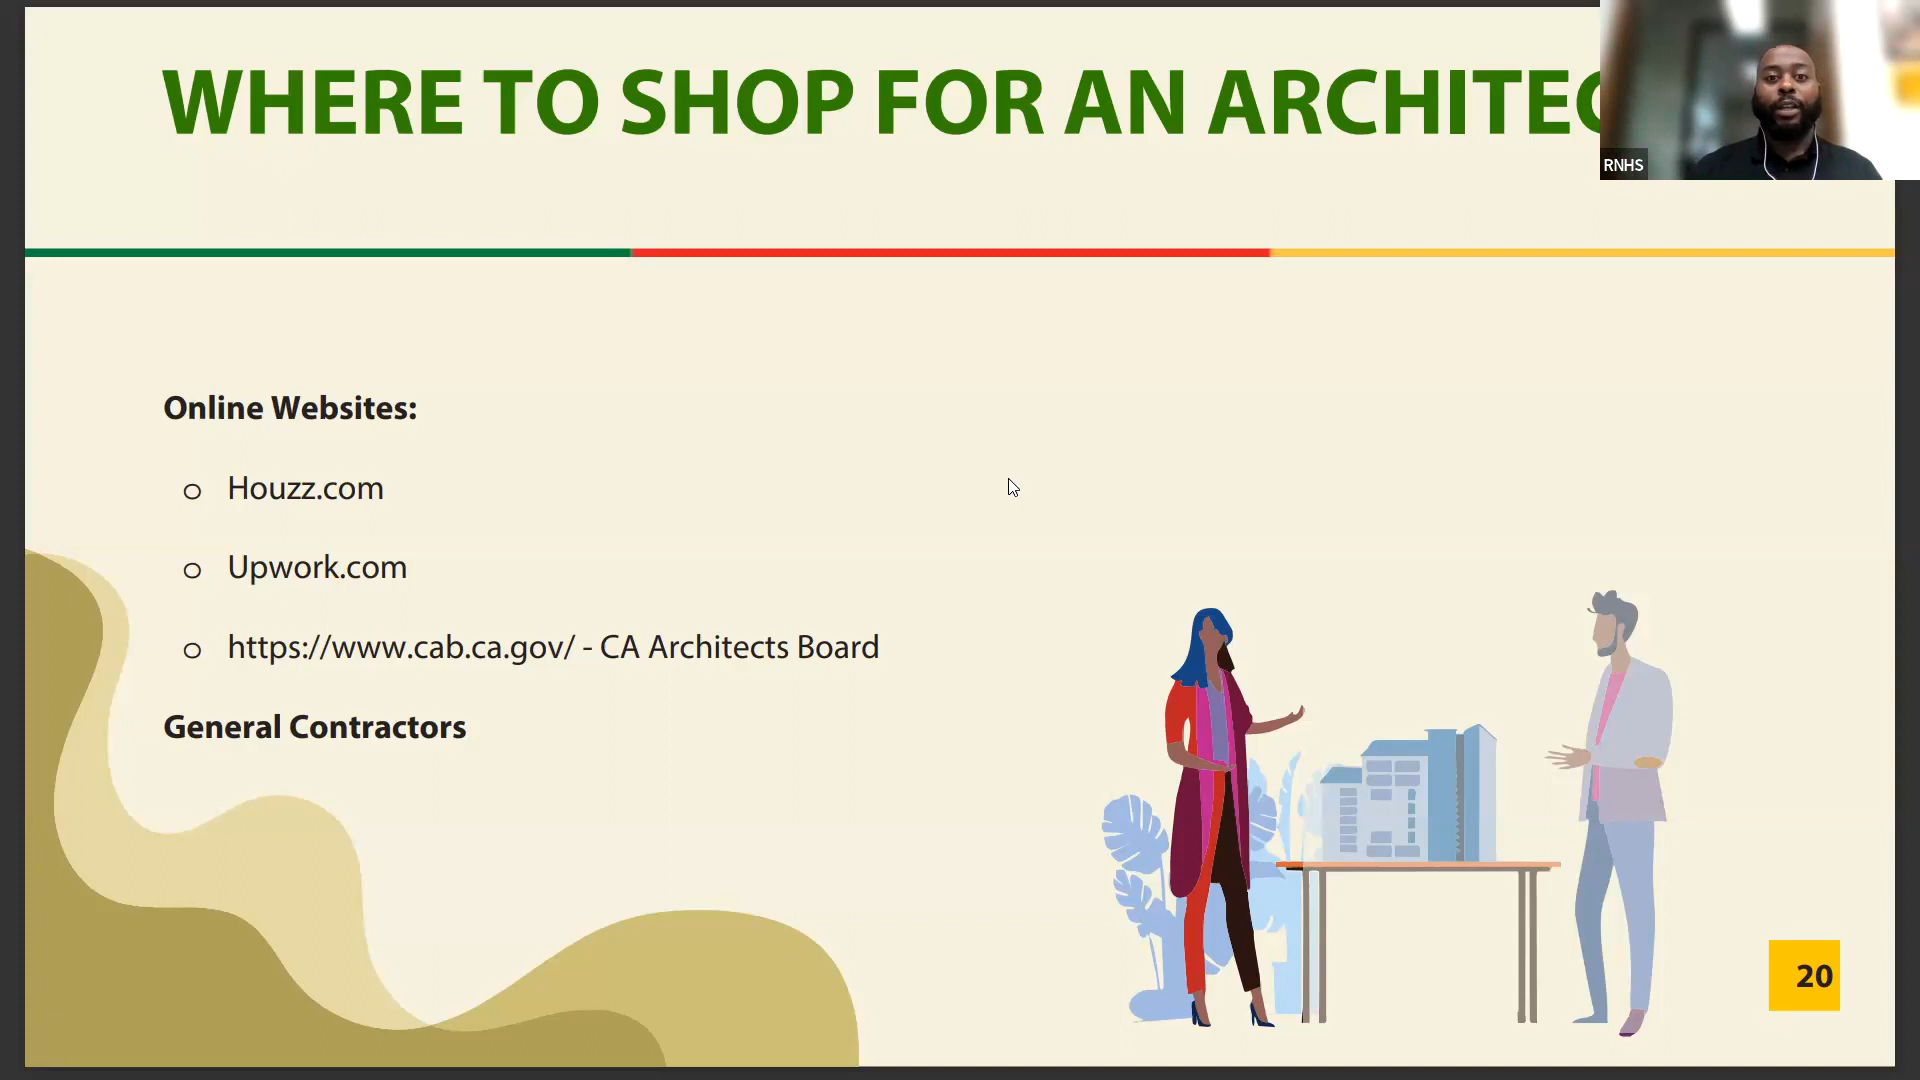 WHERE TO SHOP FOR AN ARCHITEC
RNHS
Online Websites:
o Houzz.com
o Upwork.com
o https://www.cab.ca.gov/ - CA Architects Board
General Contractors
20